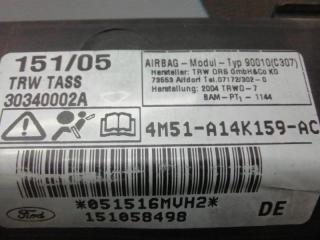 151/05
TRW TASS
30340002A
AIRBAG - Modul - Typ 90010(C307)
Hersteller: TRW ORS GmbH&Co KG
73553 Alfdorf Tel.07172/302-0
Herstellung: 2004 TRWO-7
BAM-PT1- 1144
4M51-A14K159-AC
*051516MVH2*
151058498
Ford
DE